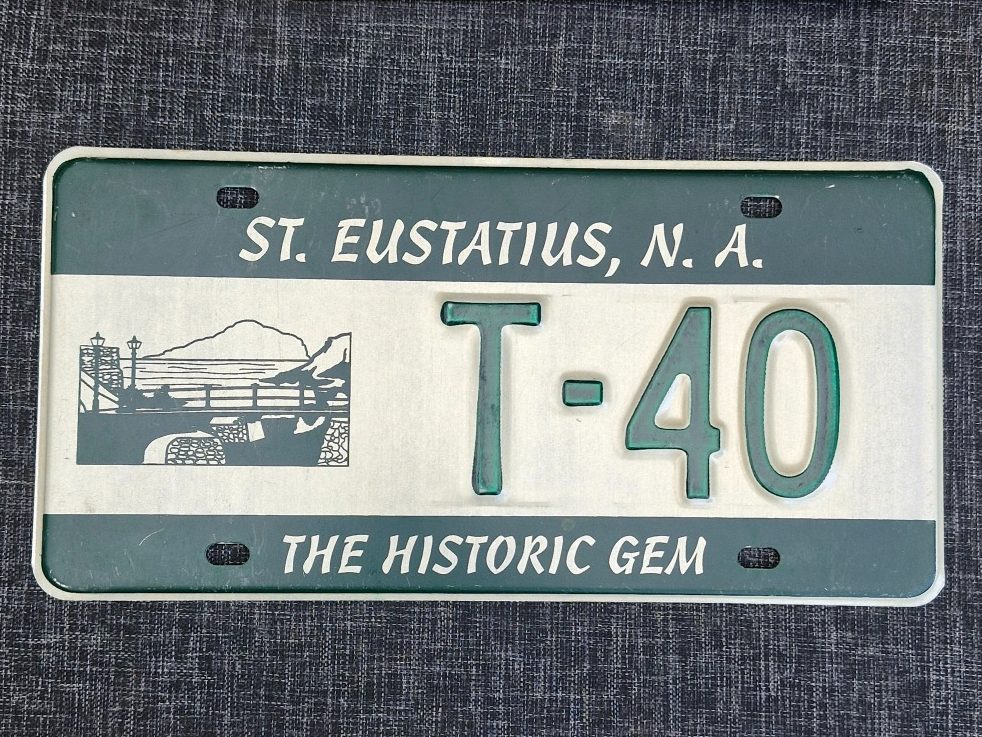 ST. EUSTATIUS, N. A.
T-40
THE HISTORIC GEM